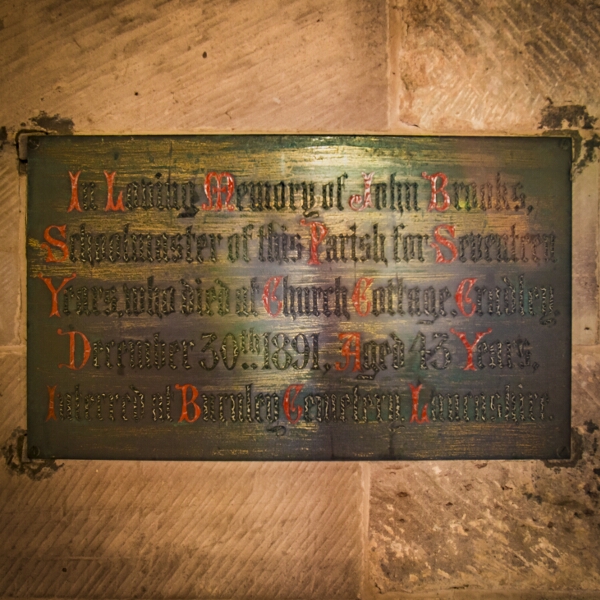 In Loving Memory of John Brooks,
Schoolmaster of this Parish for Seventeen
Years, who died at Church Cottage. Cradley,
December 30th 1891, Aged 43 Years,
Interred at Burnley Cemetery Lancashire.